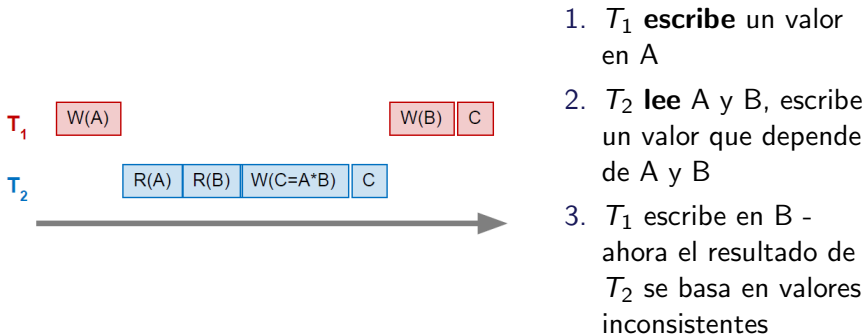 T1 W(A) W(B) C
T2 R(A) R(B) W(C=A*B) C
1. T1 escribe un valor
en A
2. T2 lee A y B, escribe
un valor que depende
de A y B
3. T1 escribe en B -
ahora el resultado de
T2 se basa en valores
inconsistentes